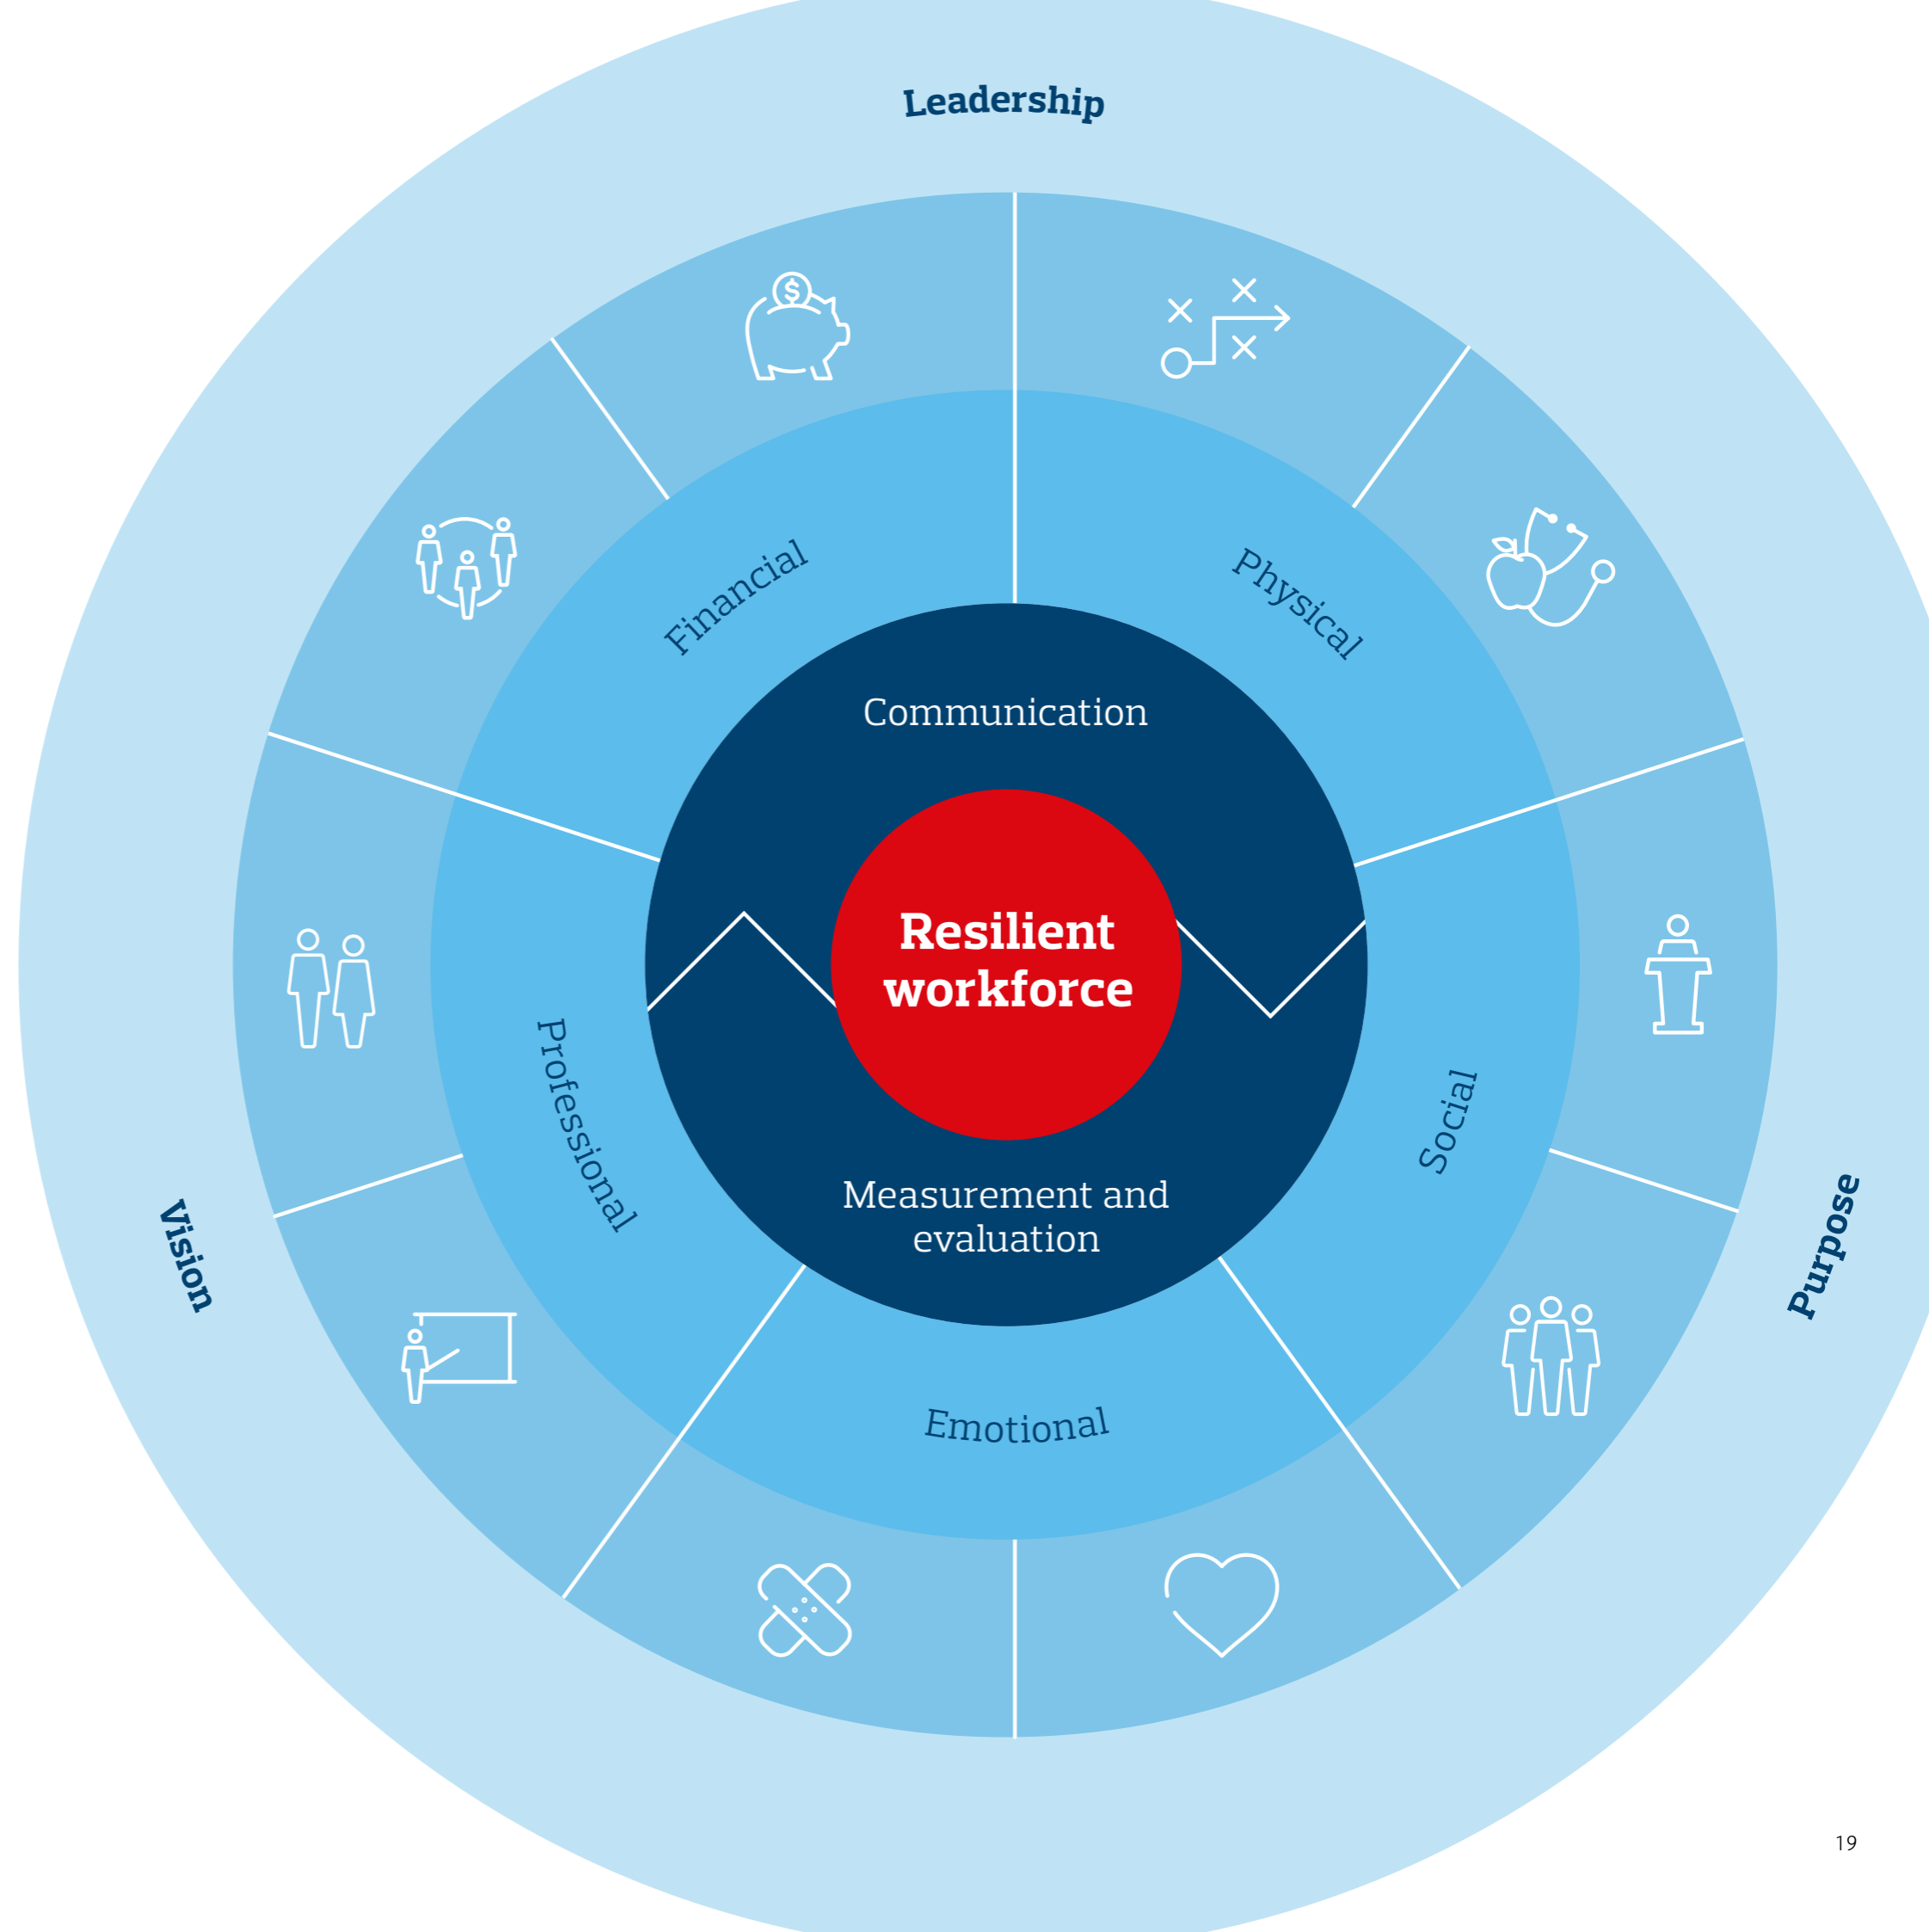 Leadership
Financial
Physical
Communication
Resilient
workforce
Professional
Social
Measurement and
evaluation
Vision
Purpose
Emotional
$
19